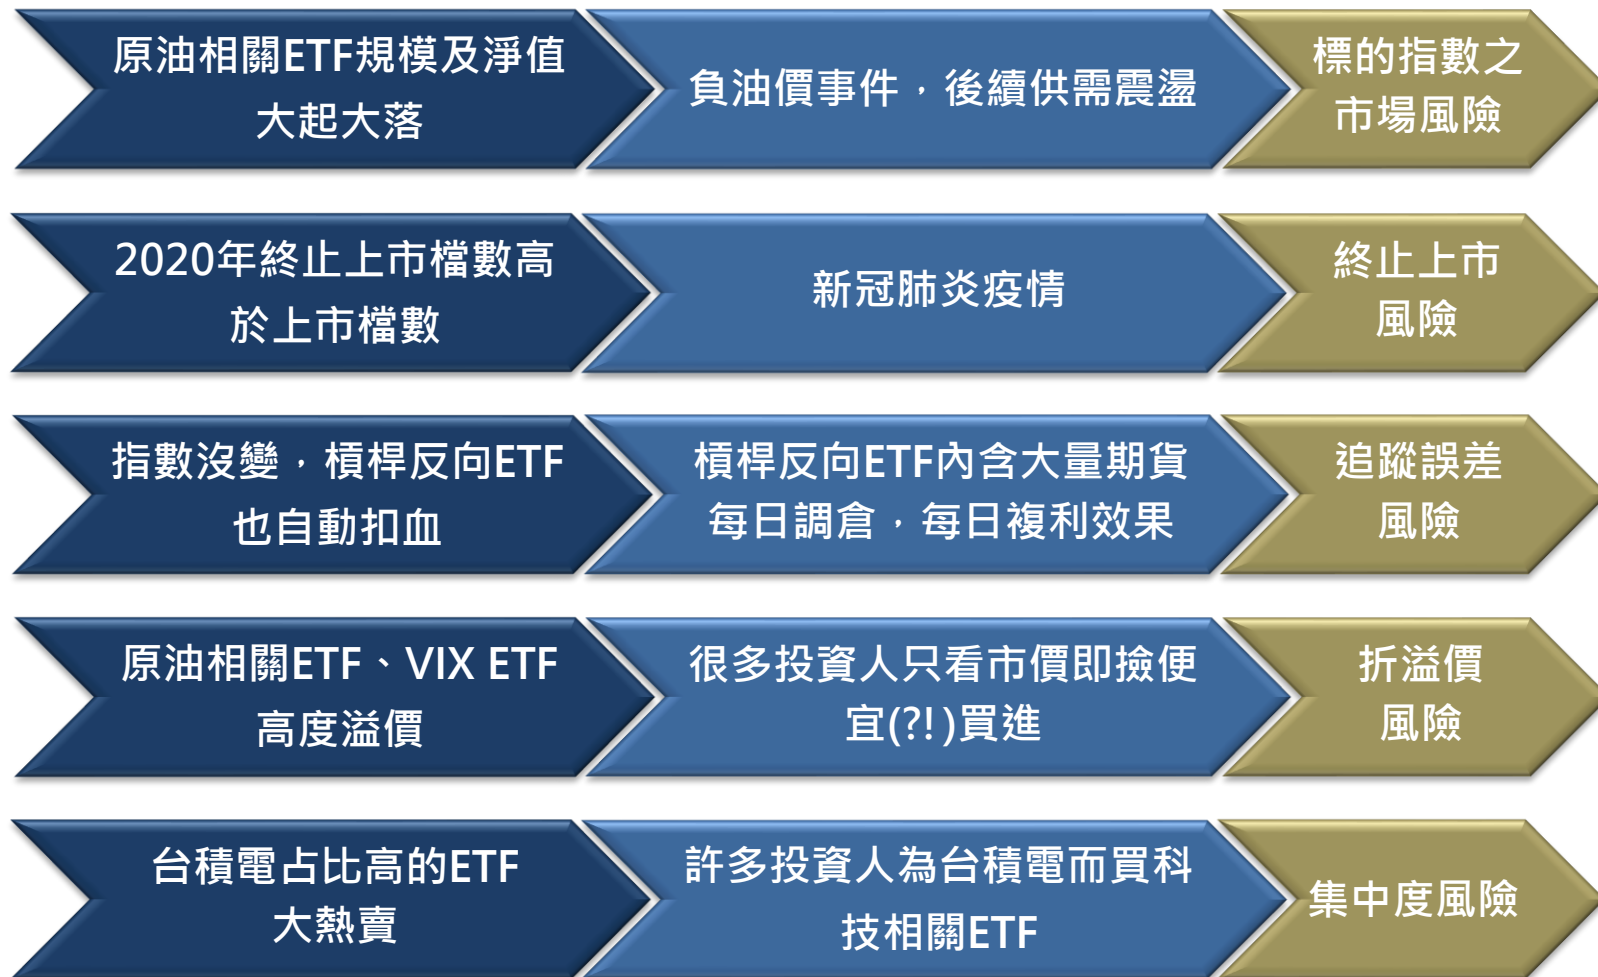 原油相關ETF規模及淨值
大起大落
負油價事件，後續供需震盪
標的指數之
市場風險
2020年終止上市檔數高
於上市檔數
新冠肺炎疫情
終止上市
風險
指數沒變，槓桿反向ETF
也自動扣血
槓桿反向ETF內含大量期貨
每日調倉，每日複利效果
追蹤誤差
風險
原油相關ETF、VIX ETF
高度溢價
很多投資人只看市價即撿便
宜(?!)買進
折溢價
風險
台積電占比高的ETF
大熱賣
許多投資人為台積電而買科
技相關ETF
集中度風險